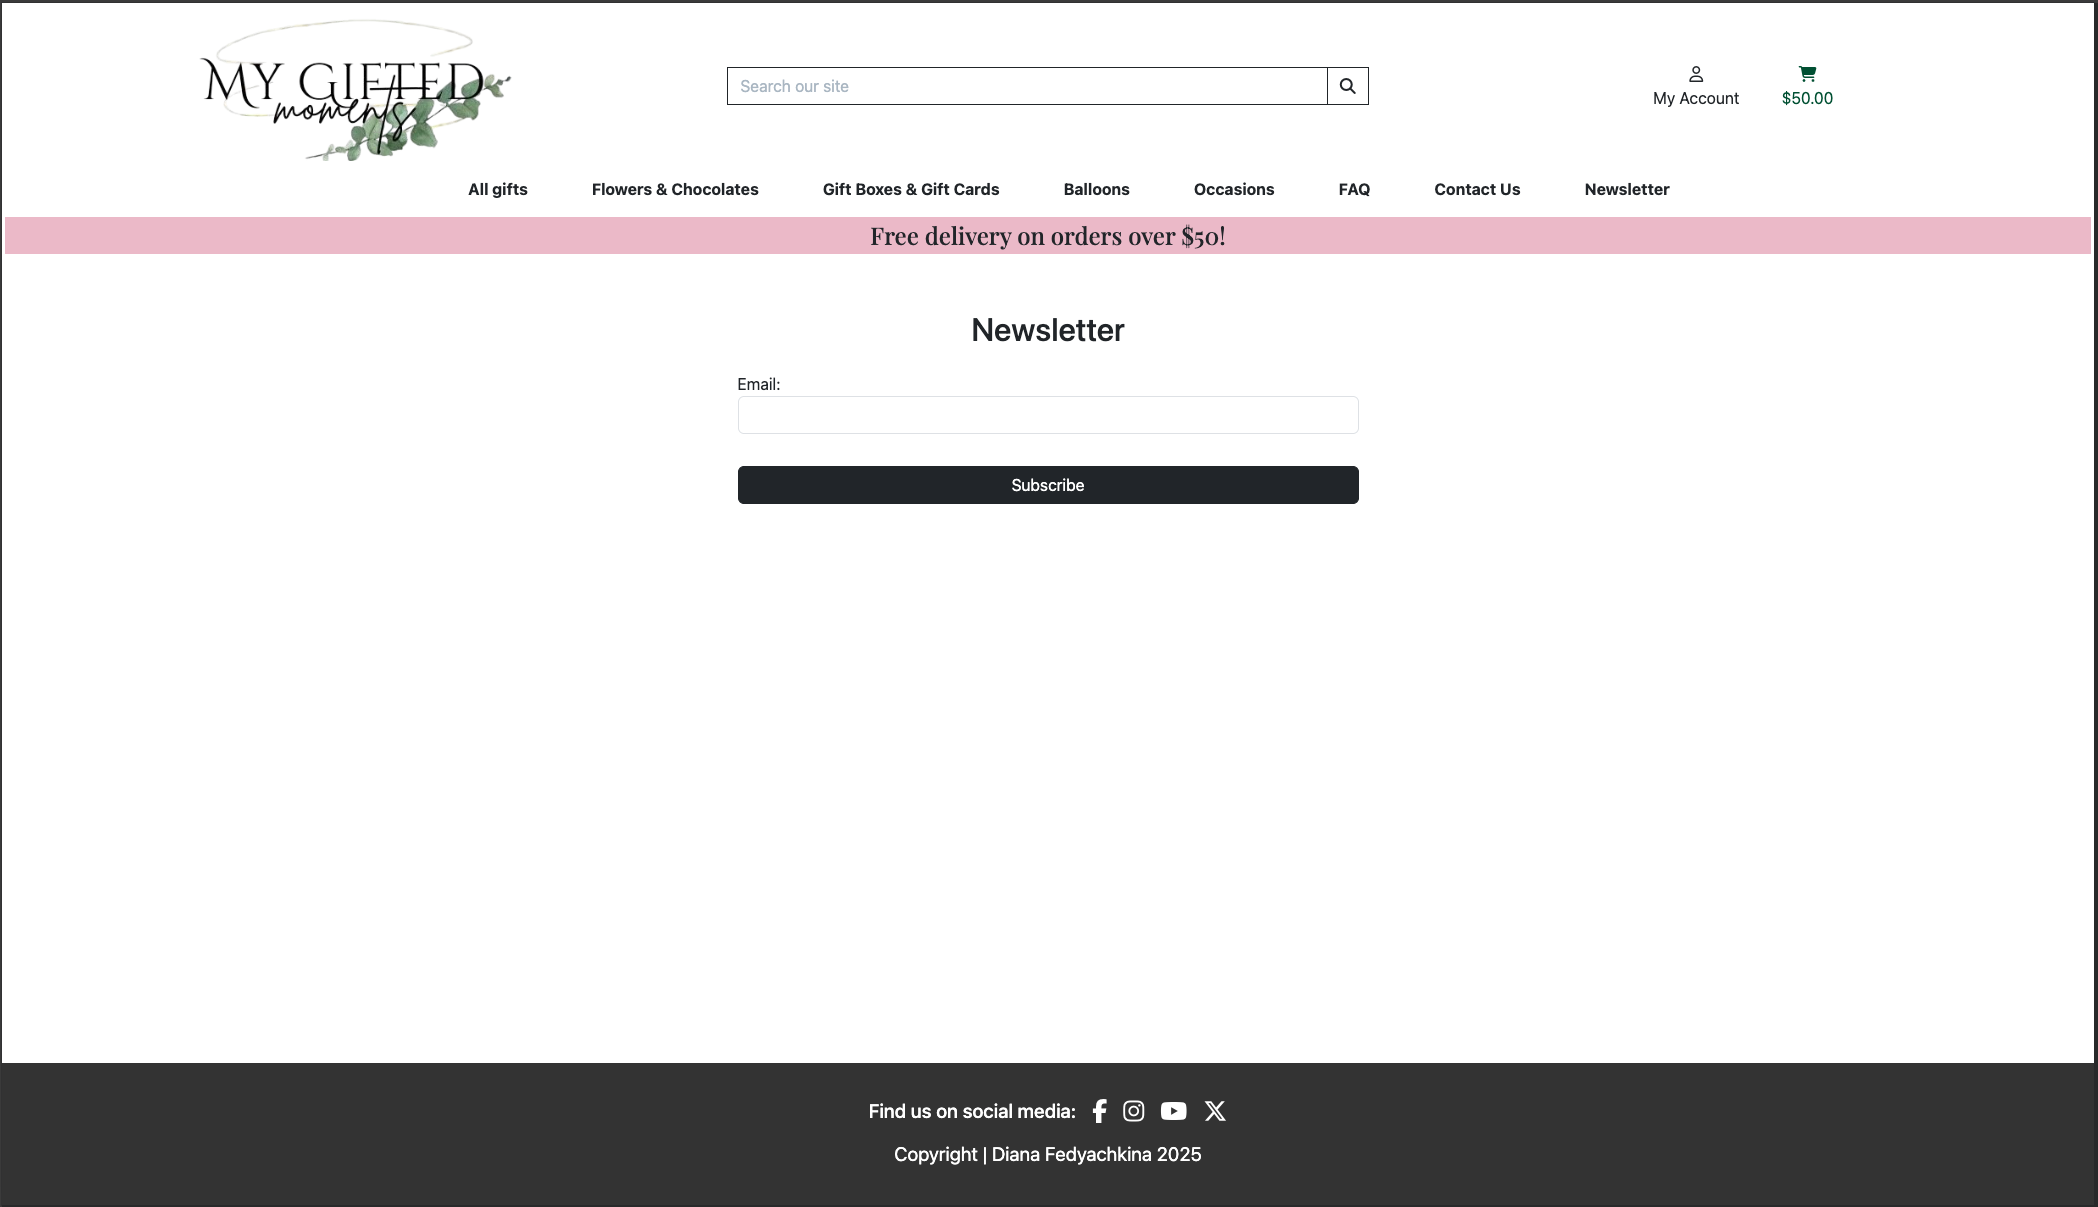 MY GIFTED
moments
Search our site
My Account
$50.00
All gifts
Flowers & Chocolates
Gift Boxes & Gift Cards
Balloons
Occasions
FAQ
Contact Us
Newsletter
Free delivery on orders over $50!
Newsletter
Email:
Subscribe
Find us on social media:
Copyright | Diana Fedyachkina 2025